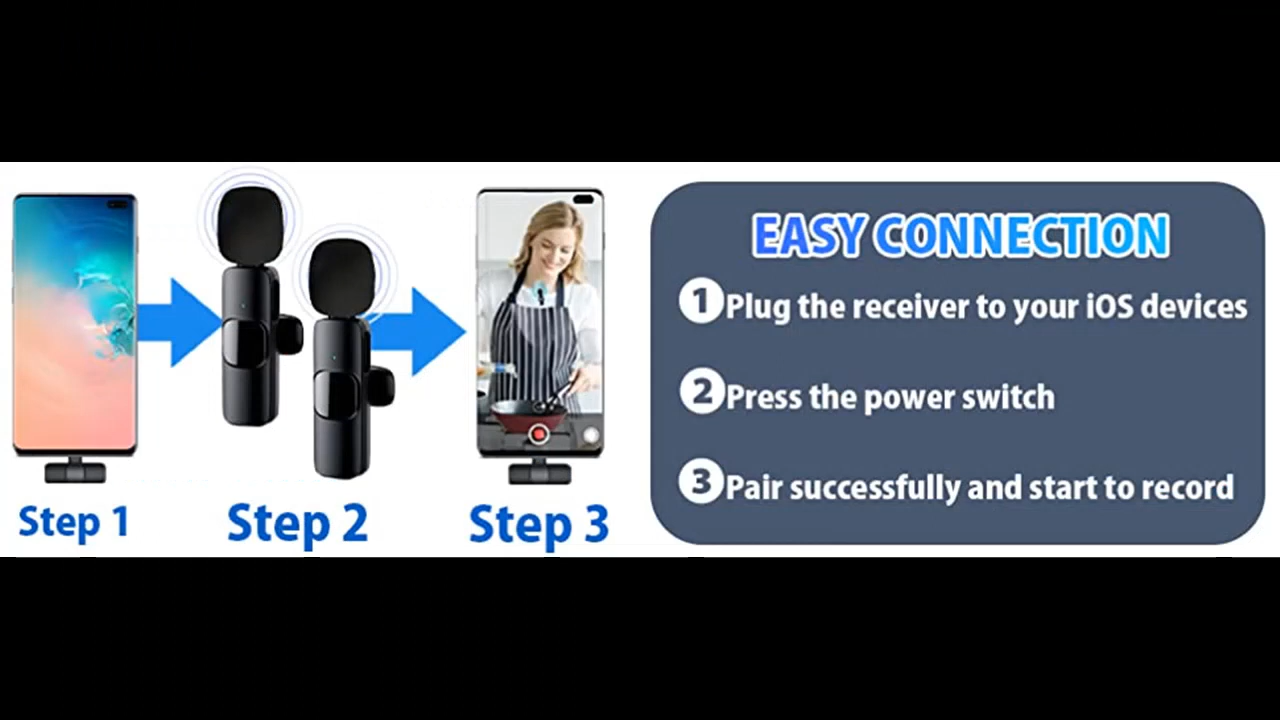 Step 1
Step 2
Step 3
EASY CONNECTION
1 Plug the receiver to your iOS devices
2 Press the power switch
3 Pair successfully and start to record